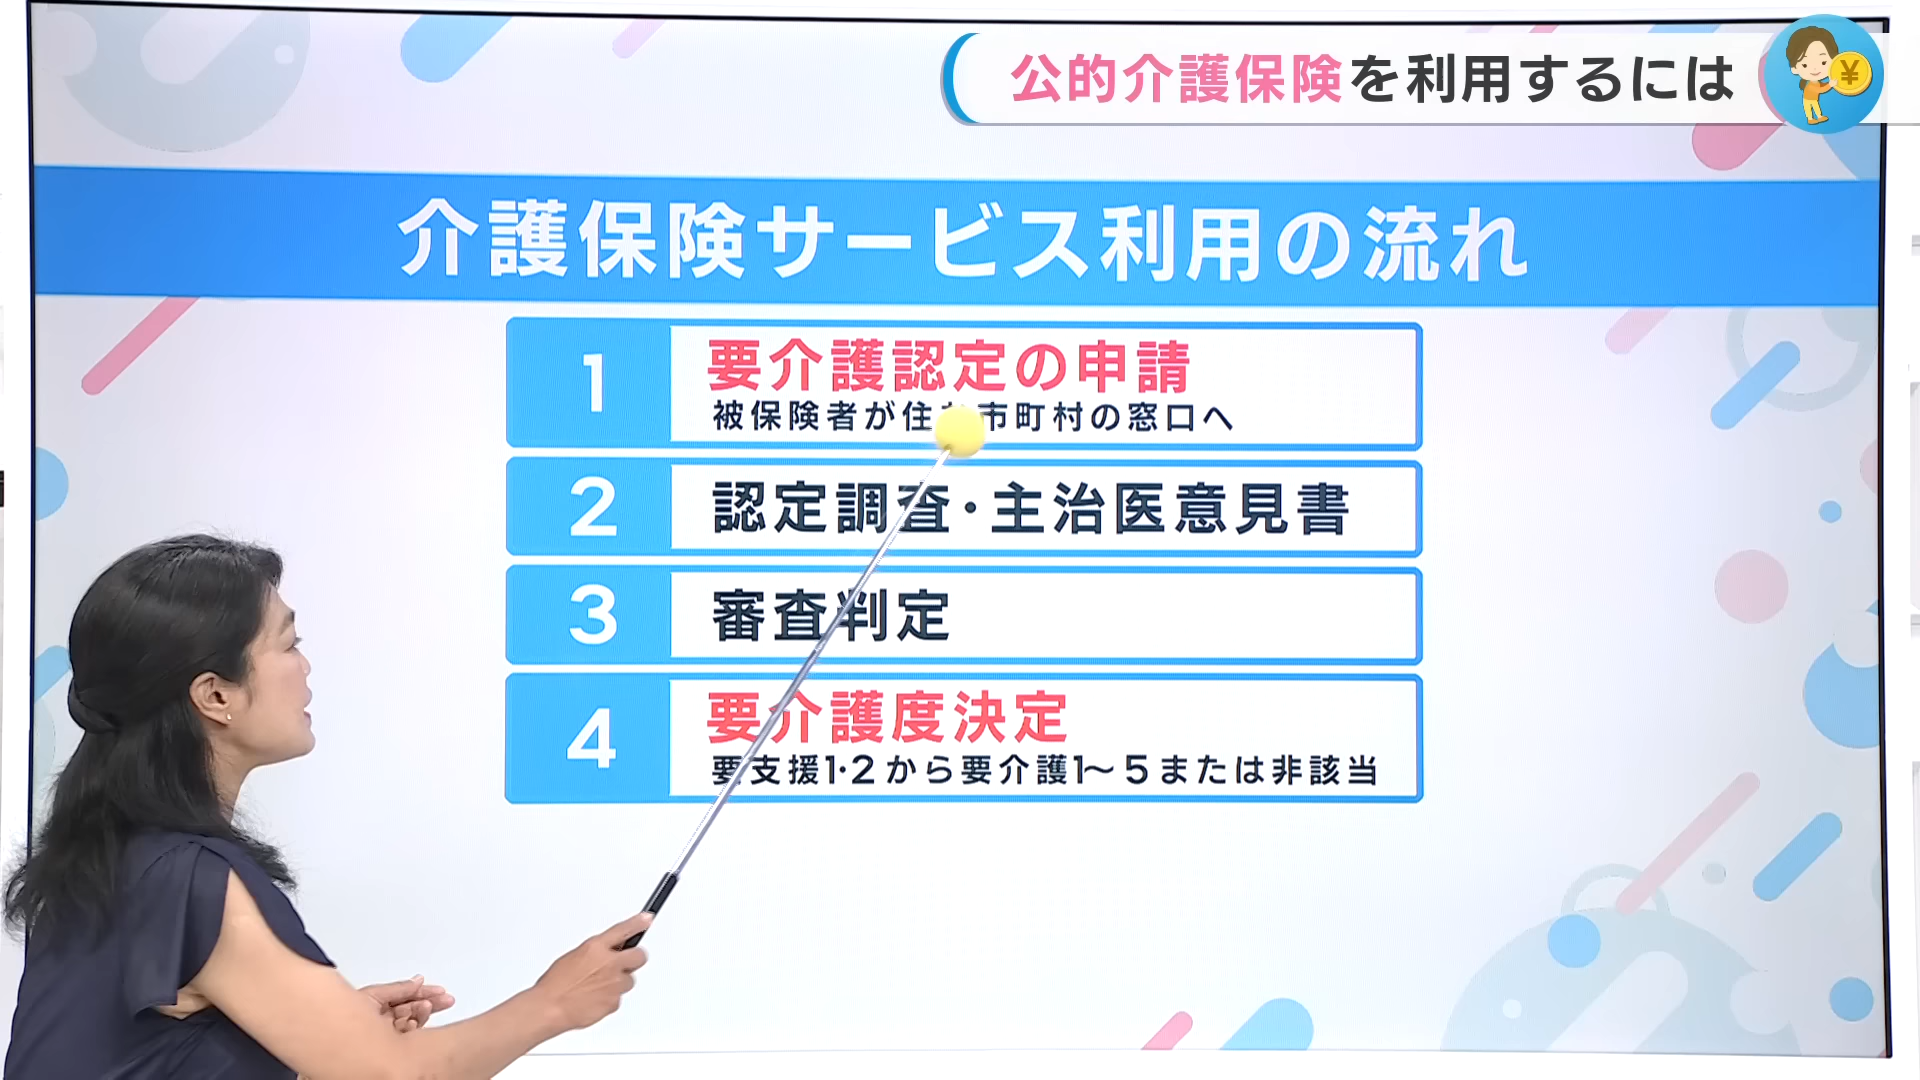 公的介護保険を利用するには
¥
介護保険サービス利用の流れ
1
要介護認定の申請
被保険者が住 市町村の窓口へ
2
認定調査・主治医意見書
3
審査判定
4
要介護度決定
要支援1・2から要介護1〜5または非該当